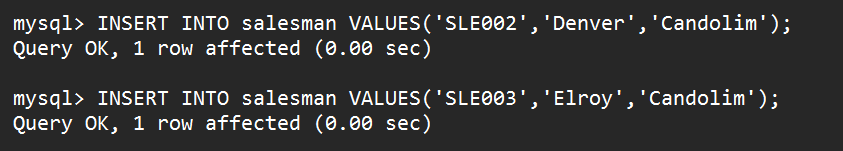 mysql> INSERT INTO salesman VALUES('SLE002','Denver','Candolim');
Query OK, 1 row affected (0.00 sec)
mysql> INSERT INTO salesman VALUES('SLE003','Elroy','Candolim');
Query OK, 1 row affected (0.00 sec)